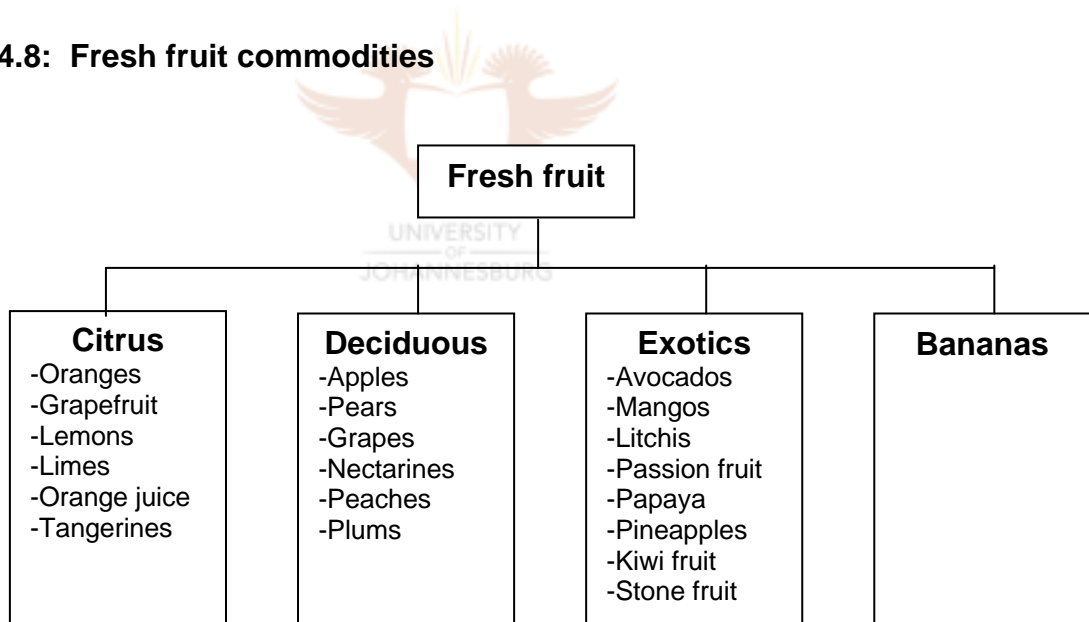 4.8: Fresh fruit commodities
UNIVERSITY
OF
JOHANNESBURG
Fresh fruit
Citrus
-Oranges
-Grapefruit
-Lemons
-Limes
-Orange juice
-Tangerines
Deciduous
-Apples
-Pears
-Grapes
-Nectarines
-Peaches
-Plums
Exotics
-Avocados
-Mangos
-Litchis
-Passion fruit
-Papaya
-Pineapples
-Kiwi fruit
-Stone fruit
Bananas